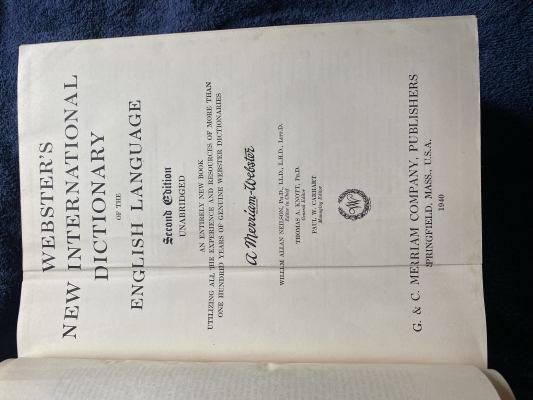 WEBSTER'S
NEW INTERNATIONAL
DICTIONARY
OF THE
ENGLISH LANGUAGE
Second Edition
UNABRIDGED
AN ENTIRELY NEW BOOK
UTILIZING ALL THE EXPERIENCE AND RESOURCES OF MORE THAN
ONE HUNDRED YEARS OF GENUINE WEBSTER DICTIONARIES
A Merriam-Webster
WILLIAM ALLAN NEILSON, PH.D., LL.D., L.H.D., LITT.D.
Editor in Chief
THOMAS A. KNOTT, PH.D.
General Editor
PAUL W. CARHART
Managing Editor
G. & C. MERRIAM COMPANY, PUBLISHERS
SPRINGFIELD, MASS., U.S.A.
1940